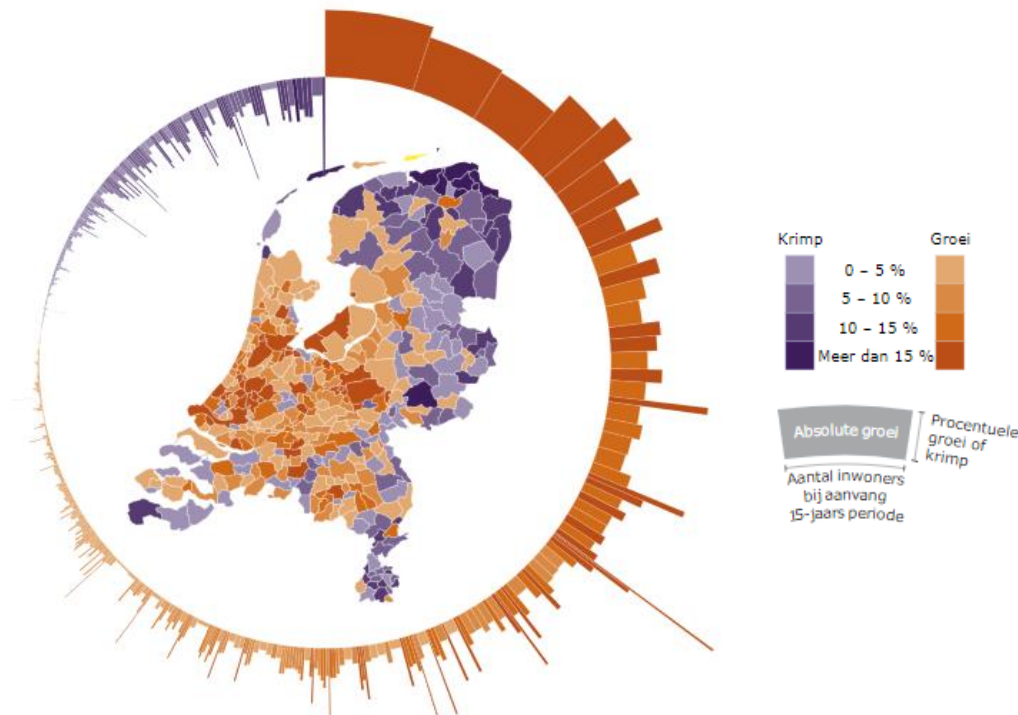 Krimp
Groei
0 – 5 %
5 – 10 %
10 – 15 %
Meer dan 15 %
Absolute groei
Procentuele
groei of
krimp
Aantal inwoners
bij aanvang
15-jaars periode